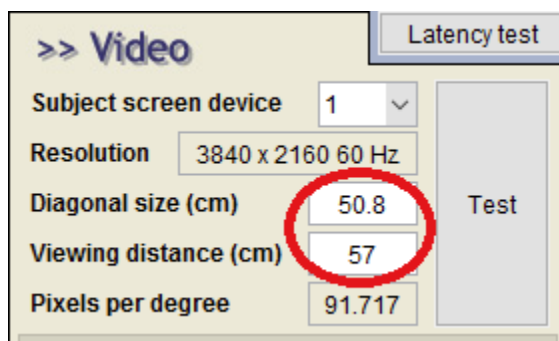 >> Video
Latency test
Subject screen device 1
Resolution 3840 x 2160 60 Hz
Diagonal size (cm) 50.8
Test
Viewing distance (cm) 57
Pixels per degree 91.717